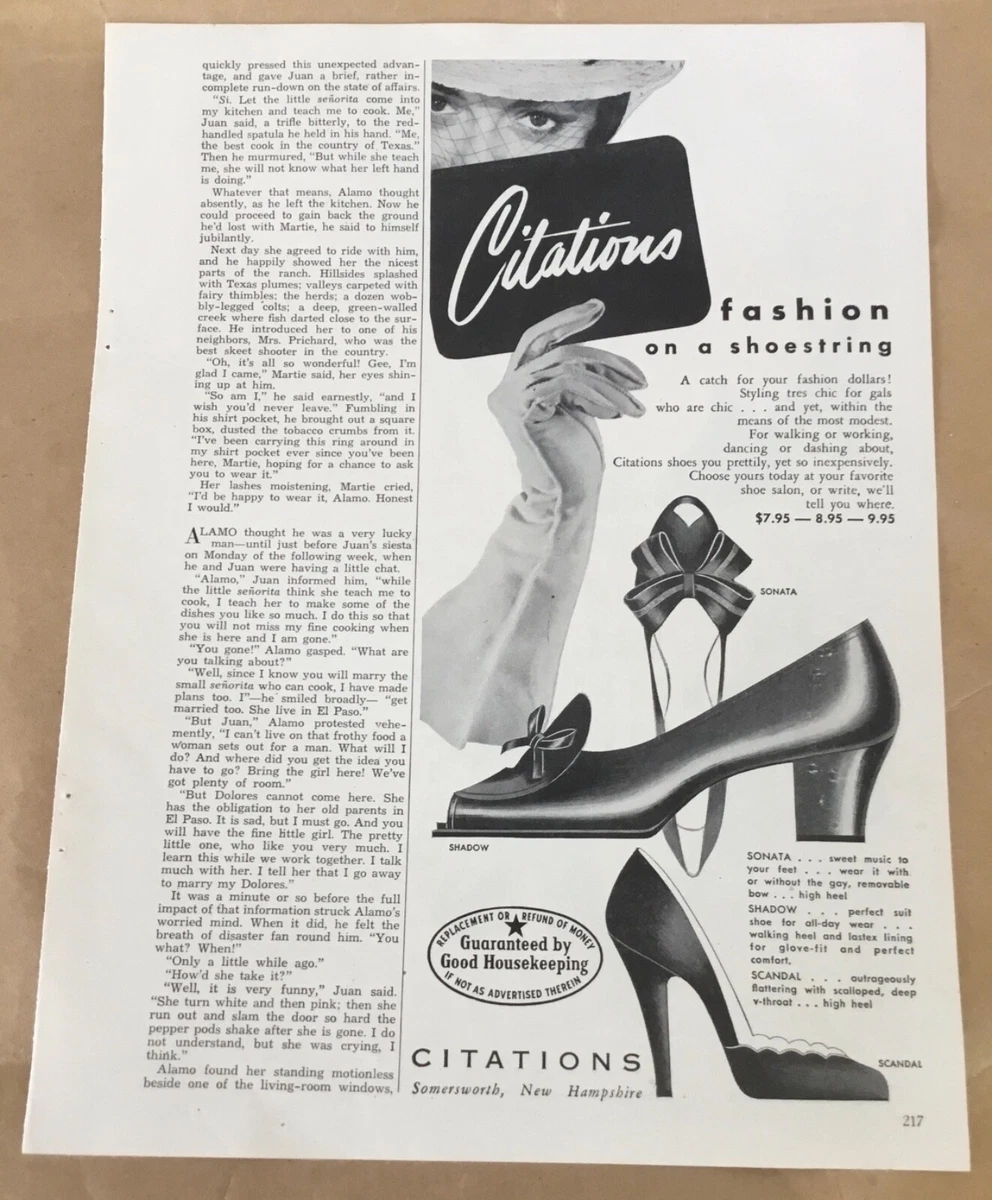 quickly pressed this unexpected advan-
tage, and gave Juan a brief, rather in-
complete run-down on the state of affairs.
"Si. Let the little señorita come into
my kitchen and teach me to cook. Me,"
Juan said, a trifle bitterly, to the red-
handled spatula he held in his hand. "Me,
the best cook in the country of Texas."
Then he murmured, "But while she teach
me, she will not know what her left hand
is doing."
Whatever that means, Alamo thought
absently, as he left the kitchen. Now he
could proceed to gain back the ground
he'd lost with Martie, he said to himself
jubilantly.
Next day she agreed to ride with him,
and he happily showed her the nicest
parts of the ranch. Hillsides splashed
with Texas plumes; valleys carpeted with
fairy thimbles; the herds; a dozen wob-
bly-legged colts; a deep, green-walled
creek where fish darted close to the sur-
face. He introduced her to one of his
neighbors, Mrs. Prichard, who was the
best skeet shooter in the country.
"Oh, it's all so wonderful! Gee, I'm
glad I came," Martie said, her eyes shin-
ing up at him.
"So am I," he said earnestly, "and I
wish you'd never leave." Fumbling in
his shirt pocket, he brought out a square
box, dusted the tobacco crumbs from it.
"I've been carrying this ring around in
my shirt pocket ever since you've been
here, Martie, hoping for a chance to ask
you to wear it."
Her lashes moistening, Martie cried,
"I'd be happy to wear it, Alamo. Honest
I would."
ALAMO thought he was a very lucky
man—until just before Juan's siesta
on Monday of the following week, when
he and Juan were having a little chat.
"Alamo," Juan informed him, "while
the little señorita think she teach me to
cook, I teach her to make some of the
dishes you like so much. I do this so that
you will not miss my fine cooking when
she is here and I am gone."
"You gone!" Alamo gasped. "What are
you talking about?"
"Well, since I know you will marry the
small señorita who can cook, I have made
plans too. I"—he smiled broadly— "get
married too. She live in El Paso."
"But Juan," Alamo protested vehe-
mently, "I can't live on that frothy food a
woman sets out for a man. What will I
do? And where did you get the idea you
have to go? Bring the girl here! We've
got plenty of room."
"But Dolores cannot come here. She
has the obligation to her old parents in
El Paso. It is sad, but I must go. And you
will have the fine little girl. The pretty
little one, who like you very much. I
learn this while we work together. I talk
much with her. I tell her that I go away
to marry my Dolores."
It was a minute or so before the full
impact of that information struck Alamo's
worried mind. When it did, he felt the
breath of disaster fan round him. "You
what? When!"
"Only a little while ago."
"How'd she take it?"
"Well, it is very funny," Juan said.
"She turn white and then pink; then she
run out and slam the door so hard the
pepper pods shake after she is gone. I do
not understand, but she was crying, I
think."
Alamo found her standing motionless
beside one of the living-room windows,
Citations
fashion
on a shoestring
A catch for your fashion dollars!
Styling tres chic for gals
who are chic . . . and yet, within the
means of the most modest.
For walking or working,
dancing or dashing about,
Citations shoes you prettily, yet so inexpensively.
Choose yours today at your favorite
shoe salon, or write, we'll
tell you where.
$7.95 — 8.95 — 9.95
SONATA
SHADOW
SONATA . . . sweet music to
your feet . . . wear it with
or without the gay, removable
bow . . . high heel
SHADOW . . . perfect suit
shoe for all-day wear . . .
walking heel and lastex lining
for glove-fit and perfect
comfort.
SCANDAL . . . outrageously
flattering with scalloped, deep
v-throat . . . high heel
REPLACEMENT OR REFUND OF MONEY
Guaranteed by
Good Housekeeping
IF NOT AS ADVERTISED THEREIN
CITATIONS
Somersworth, New Hampshire
SCANDAL
217